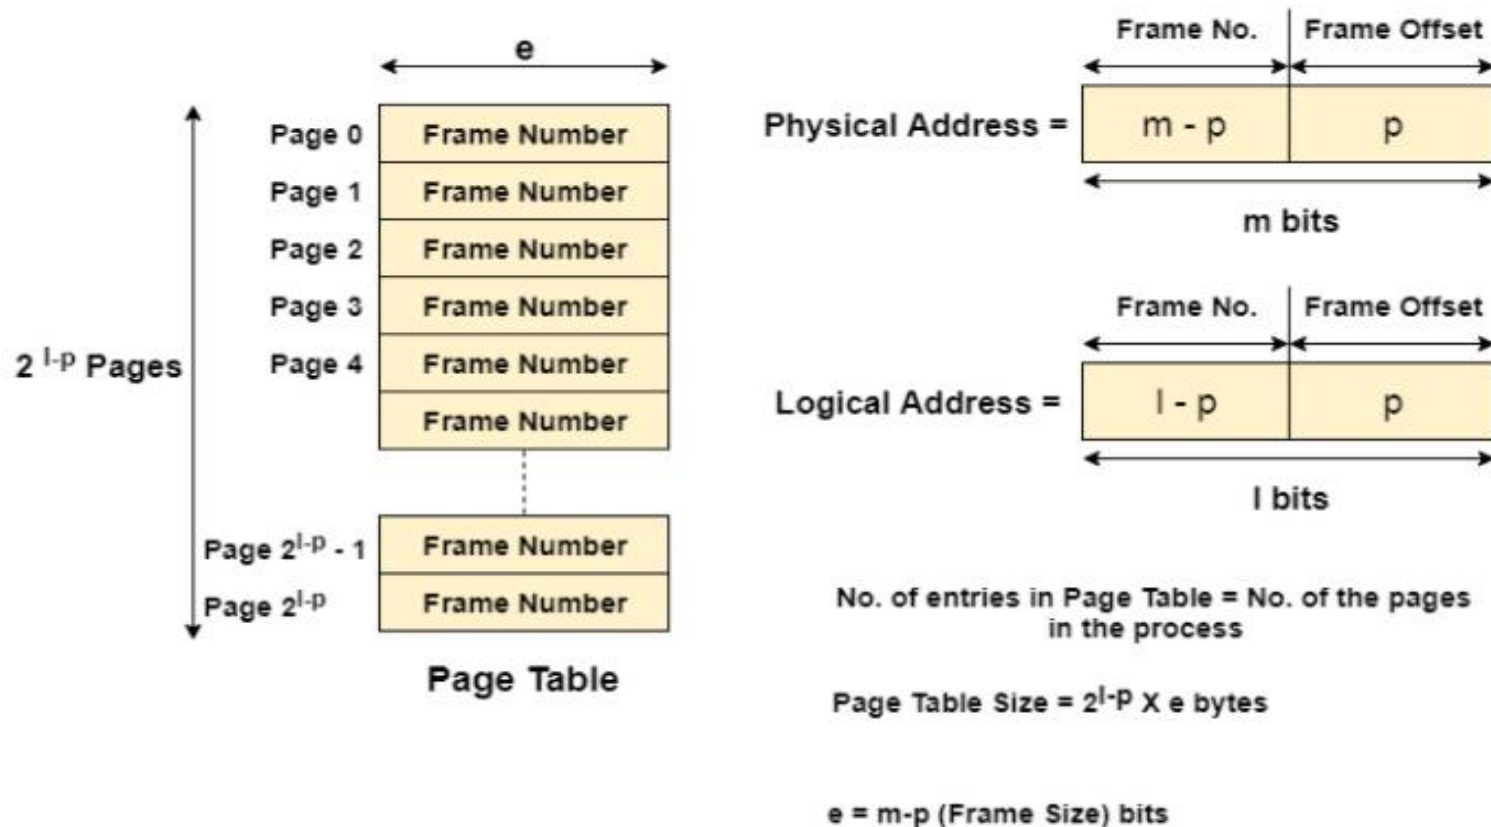 e
Page 0 Frame Number
Page 1 Frame Number
Page 2 Frame Number
Page 3 Frame Number
Page 4 Frame Number
Frame Number
2 l-p Pages
Page 2l-p - 1 Frame Number
Page 2l-p Frame Number
Page Table
Frame No. Frame Offset
Physical Address = m - p p
m bits
Frame No. Frame Offset
Logical Address = l - p p
l bits
No. of entries in Page Table = No. of the pages
in the process
Page Table Size = 2l-p X e bytes
e = m-p (Frame Size) bits